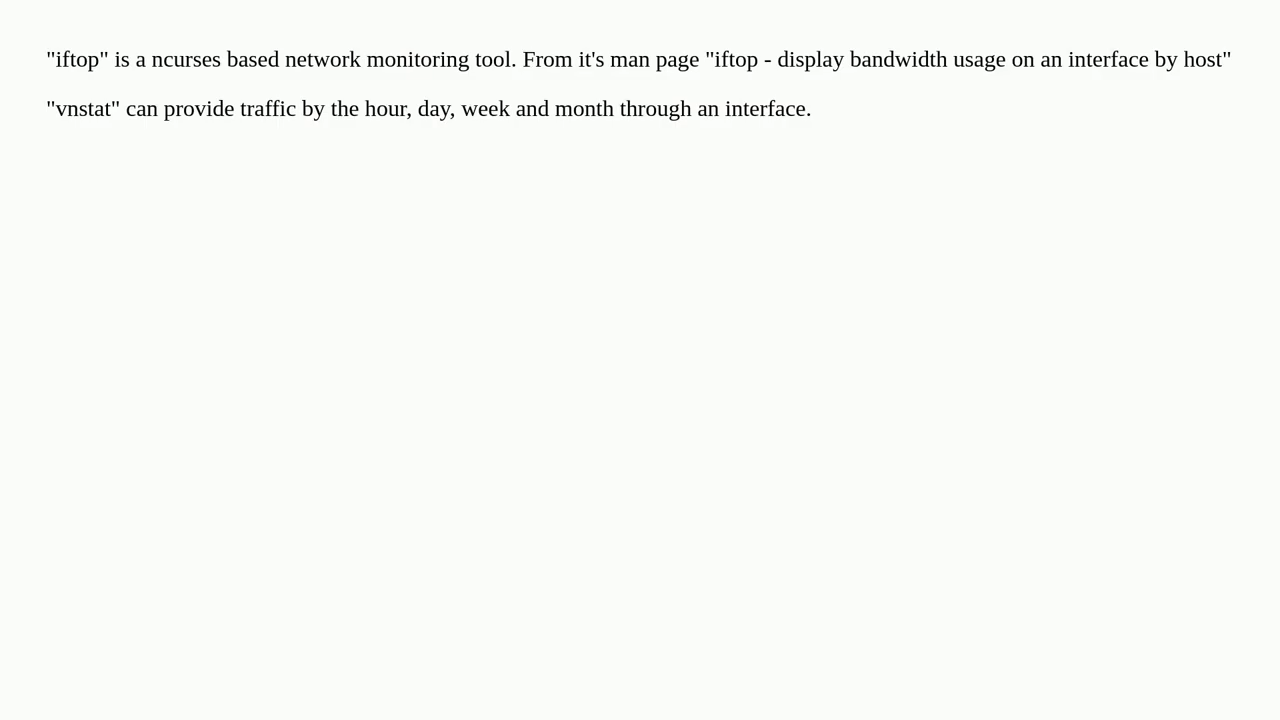 "iftop" is a ncurses based network monitoring tool. From it's man page "iftop - display bandwidth usage on an interface by host"
"vnstat" can provide traffic by the hour, day, week and month through an interface.